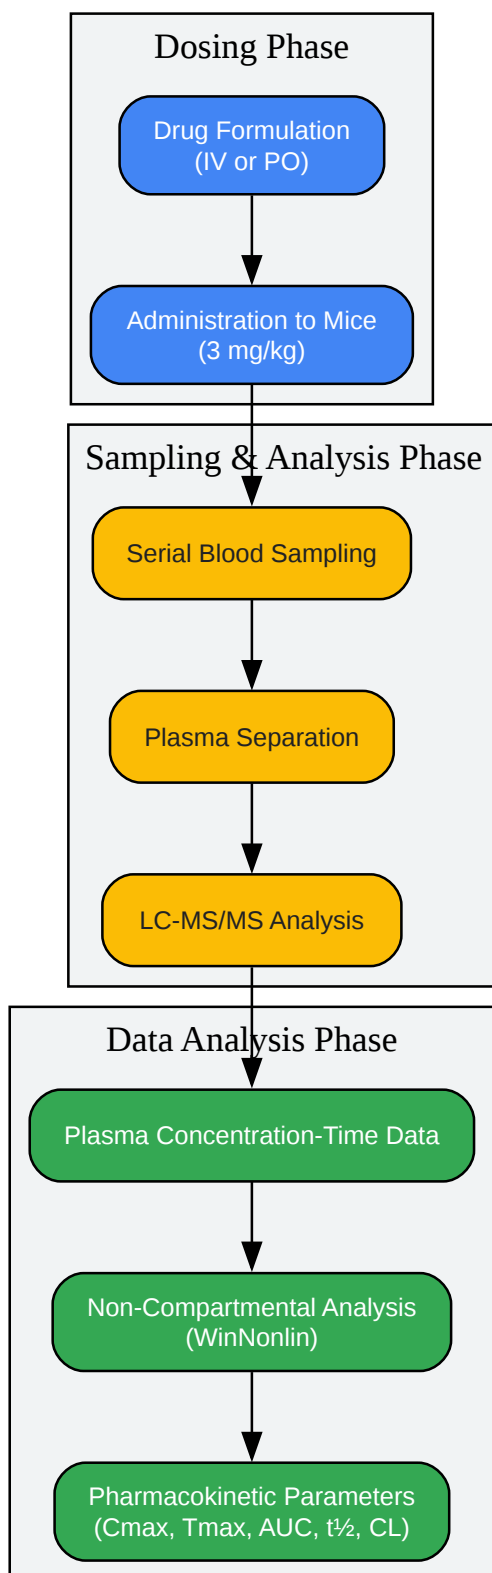 Dosing Phase
Drug Formulation
(IV or PO)
Administration to Mice
(3 mg/kg)
Sampling & Analysis Phase
Serial Blood Sampling
Plasma Separation
LC-MS/MS Analysis
Data Analysis Phase
Plasma Concentration-Time Data
Non-Compartmental Analysis
(WinNonlin)
Pharmacokinetic Parameters
(Cmax, Tmax, AUC, t½, CL)